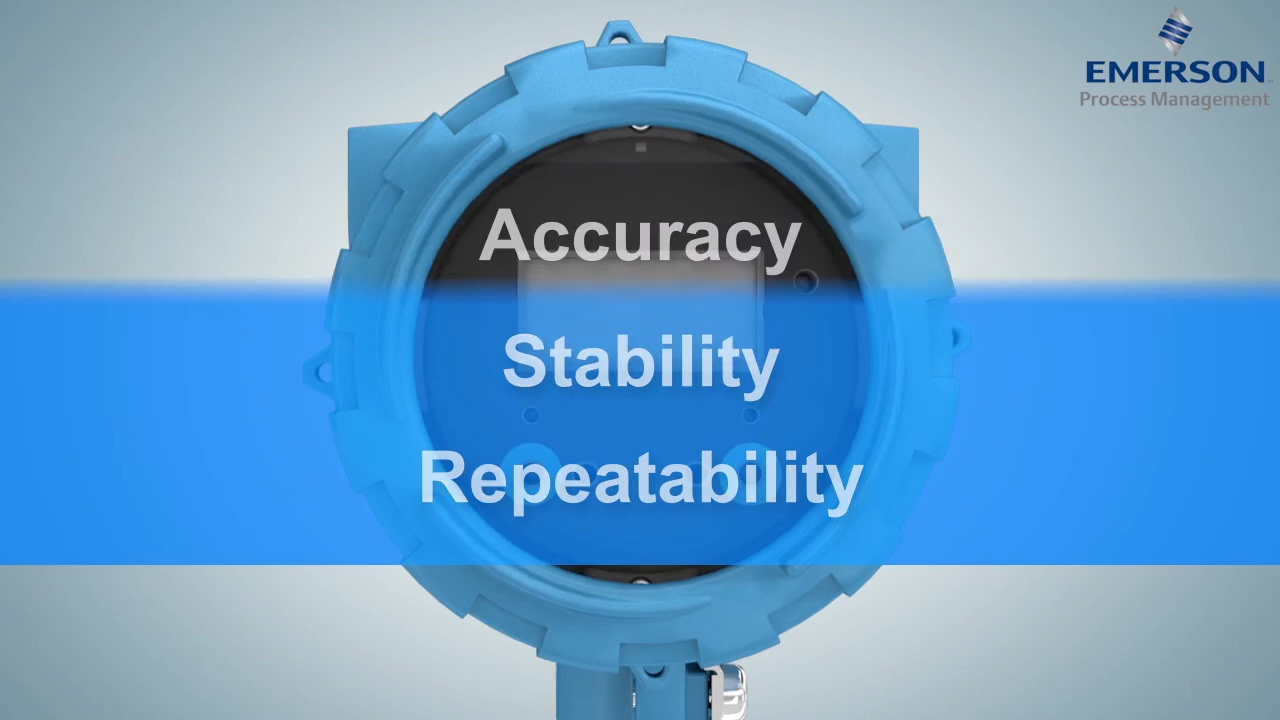 EMERSON
Process Management
Accuracy
Stability
Repeatability